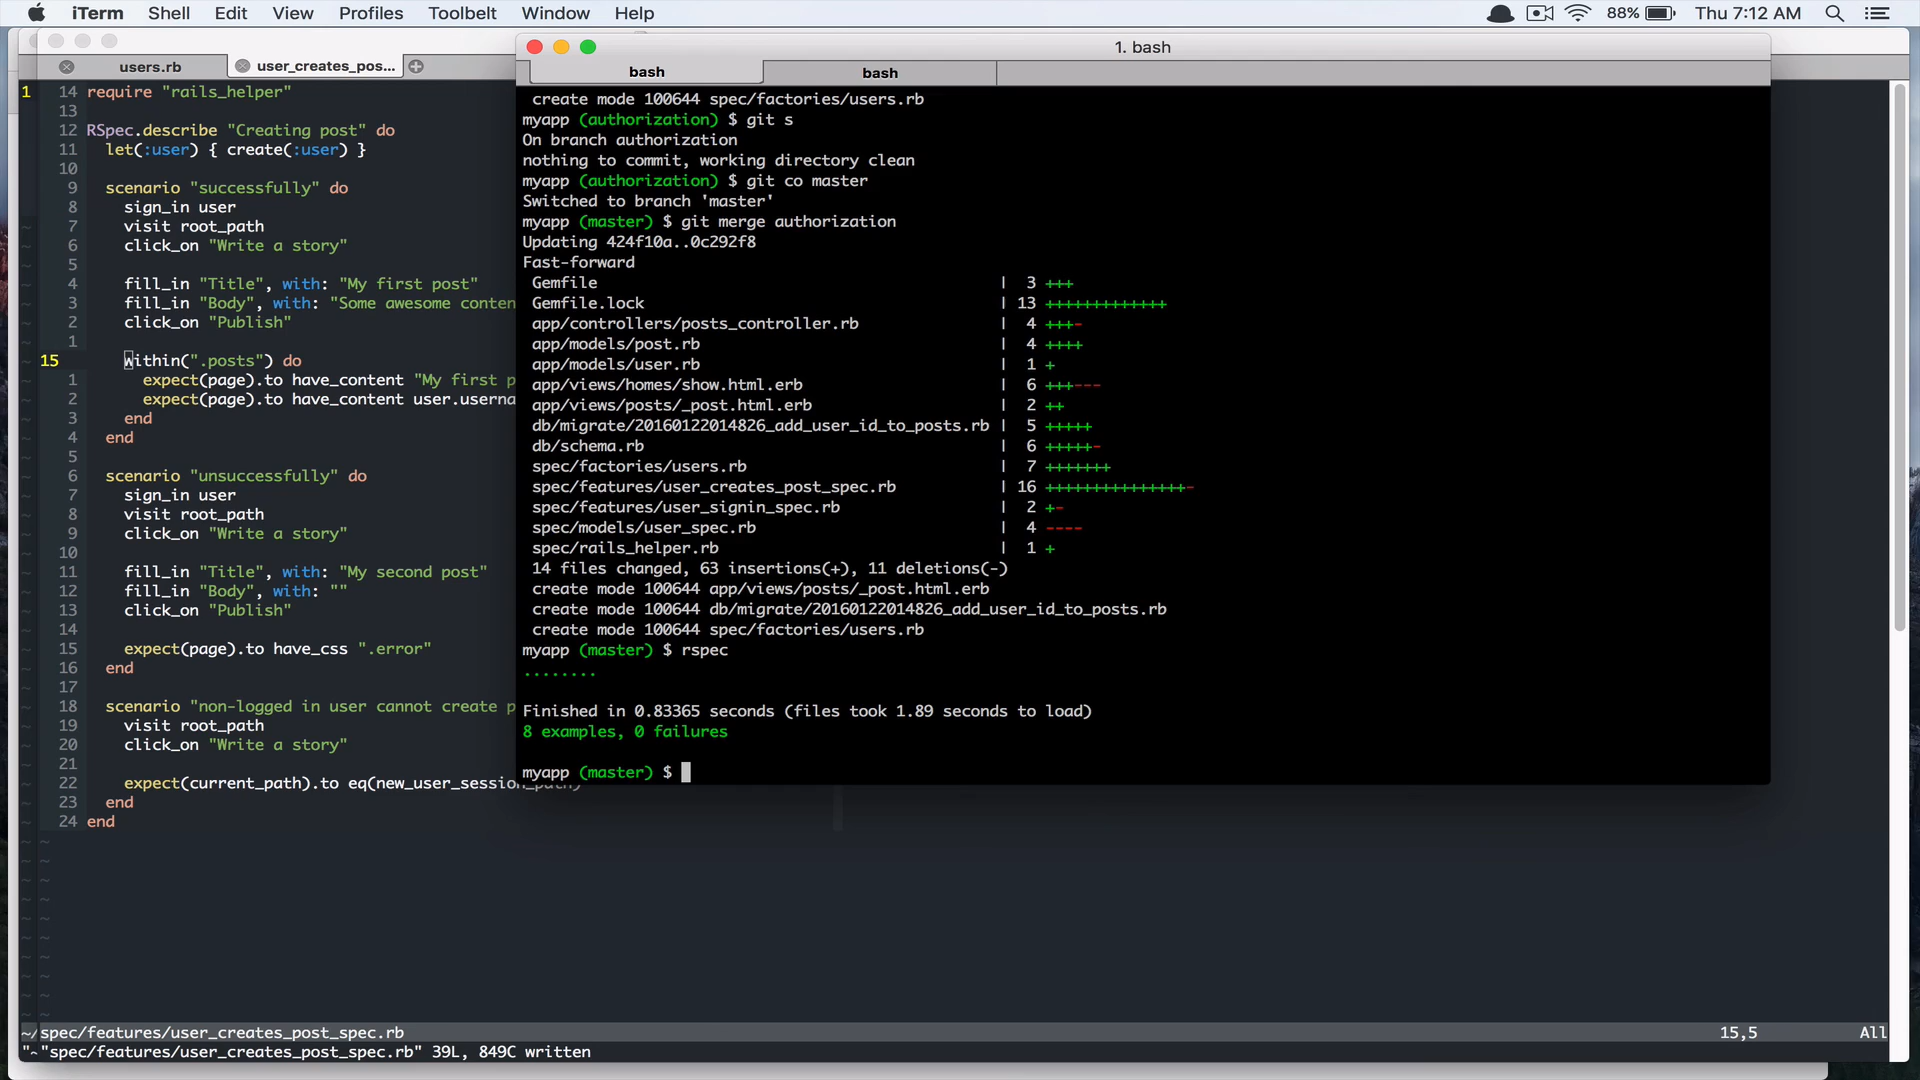 iTerm Shell Edit View Profiles Toolbelt Window Help 88% Thu 7:12 AM
users.rb user_creates_pos...
1 14 require "rails_helper"
13
12 RSpec.describe "Creating post" do
11 let(:user) { create(:user) }
10
9 scenario "successfully" do
8 sign_in user
7 visit root_path
6 click_on "Write a story"
5
4 fill_in "Title", with: "My first post"
3 fill_in "Body", with: "Some awesome conten
2 click_on "Publish"
1
15 within(".posts") do
1 expect(page).to have_content "My first p
2 expect(page).to have_content user.userna
3 end
4 end
5
6 scenario "unsuccessfully" do
7 sign_in user
8 visit root_path
9 click_on "Write a story"
10
11 fill_in "Title", with: "My second post"
12 fill_in "Body", with: ""
13 click_on "Publish"
14
15 expect(page).to have_css ".error"
16 end
17
18 scenario "non-logged in user cannot create p
19 visit root_path
20 click_on "Write a story"
21
22 expect(current_path).to eq(new_user_session_path)
23 end
24 end
~/spec/features/user_creates_post_spec.rb 15,5 All
"~"spec/features/user_creates_post_spec.rb" 39L, 849C written
1. bash
bash bash
create mode 100644 spec/factories/users.rb
myapp (authorization) $ git s
On branch authorization
nothing to commit, working directory clean
myapp (authorization) $ git co master
Switched to branch 'master'
myapp (master) $ git merge authorization
Updating 424f10a..0c292f8
Fast-forward
Gemfile | 3 +++
Gemfile.lock | 13 +++++++++++++
app/controllers/posts_controller.rb | 4 +++-
app/models/post.rb | 4 ++++
app/models/user.rb | 1 +
app/views/homes/show.html.erb | 6 +++---
app/views/posts/_post.html.erb | 2 ++
db/migrate/20160122014826_add_user_id_to_posts.rb | 5 +++++
db/schema.rb | 6 +++++-
spec/factories/users.rb | 7 +++++++
spec/features/user_creates_post_spec.rb | 16 +++++++++++++++-
spec/features/user_signin_spec.rb | 2 +-
spec/models/user_spec.rb | 4 ----
spec/rails_helper.rb | 1 +
14 files changed, 63 insertions(+), 11 deletions(-)
create mode 100644 app/views/posts/_post.html.erb
create mode 100644 db/migrate/20160122014826_add_user_id_to_posts.rb
create mode 100644 spec/factories/users.rb
myapp (master) $ rspec
........
Finished in 0.83365 seconds (files took 1.89 seconds to load)
8 examples, 0 failures
myapp (master) $